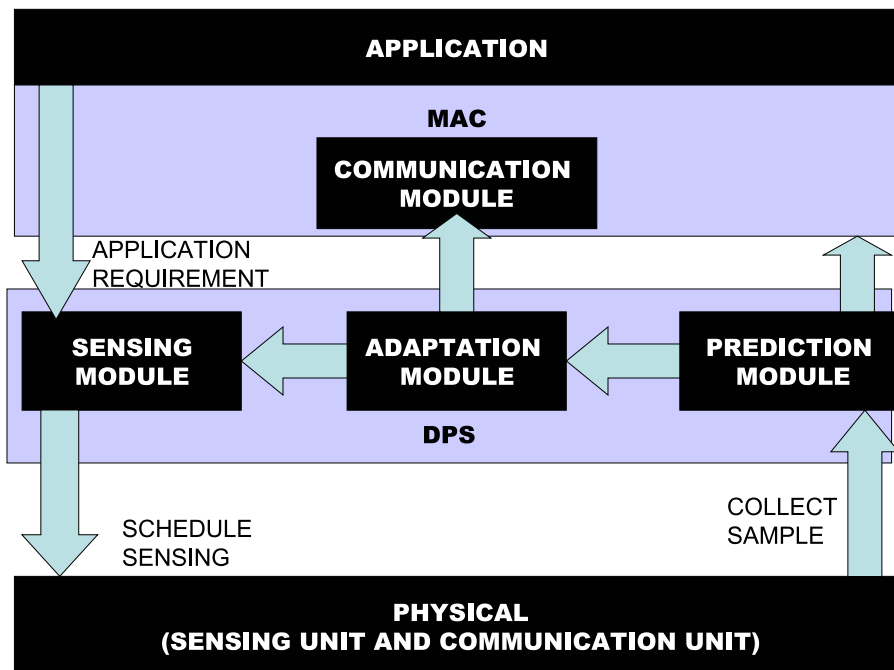 APPLICATION
MAC
COMMUNICATION
MODULE
APPLICATION
REQUIREMENT
SENSING
MODULE
ADAPTATION
MODULE
PREDICTION
MODULE
DPS
SCHEDULE
SENSING
COLLECT
SAMPLE
PHYSICAL
(SENSING UNIT AND COMMUNICATION UNIT)